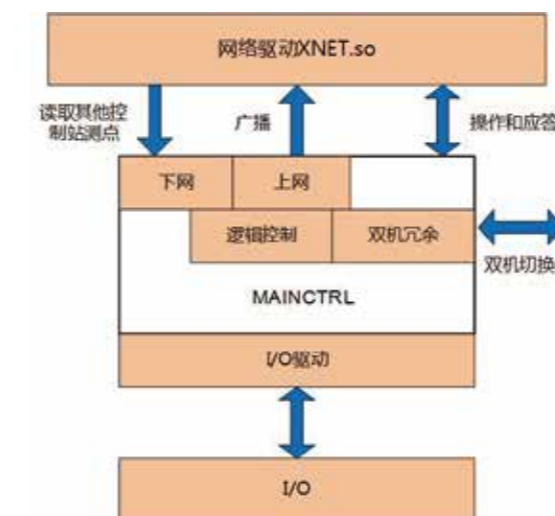 网络驱动XNET.so
读取其他控
制站测点
广播
操作和应答
下网
上网
逻辑控制
双机冗余
双机切换
MAINCTRL
I/O驱动
I/O